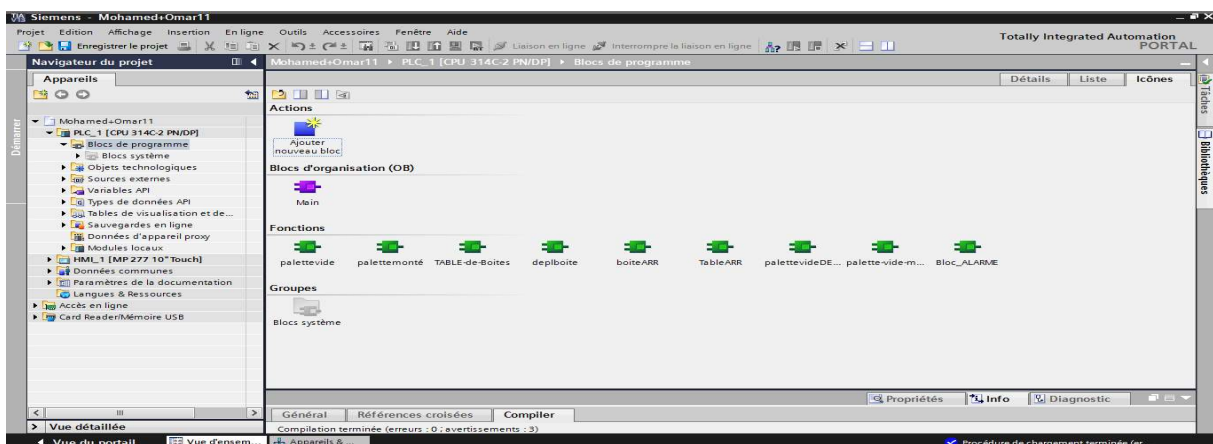 Siemens - Mohamed+Omar11
Projet Edition Affichage Insertion En ligne Outils Accessoires Fenêtre Aide
Totally Integrated Automation
PORTAL
Enregistrer le projet Liaison en ligne Interrompre la liaison en ligne
Navigateur du projet
Mohamed+Omar11 PLC_1 [CPU 314C-2 PN/DP] Blocs de programme
Appareils
Détails Liste Icônes
Mohamed+Omar11
PLC_1 [CPU 314C-2 PN/DP]
Blocs de programme
Blocs système
Objets technologiques
Sources externes
Variables API
Types de données API
Tables de visualisation et de...
Sauvegardes en ligne
Données d'appareil proxy
Modules locaux
HMI_1 [MP 277 10" Touch]
Données communes
Paramètres de la documentation
Langues & Ressources
Accès en ligne
Card Reader/Mémoire USB
Vue détaillée
Actions
Ajouter
nouveau bloc
Blocs d'organisation (OB)
Main
Fonctions
palettevide palettemonté TABLE-de-Boites deplboite boiteARR TableARR palettevideDE... palette-vide-m... Bloc_ALARME
Groupes
Blocs système
Propriétés Info Diagnostic
Général Références croisées Compiler
Compilation terminée (erreurs : 0 ; avertissements : 3)
Démarrer
Tâches
Bibliothèques
Vue du portail Vue d'ensem... Appareils &...
Procédure de chargement terminée (er